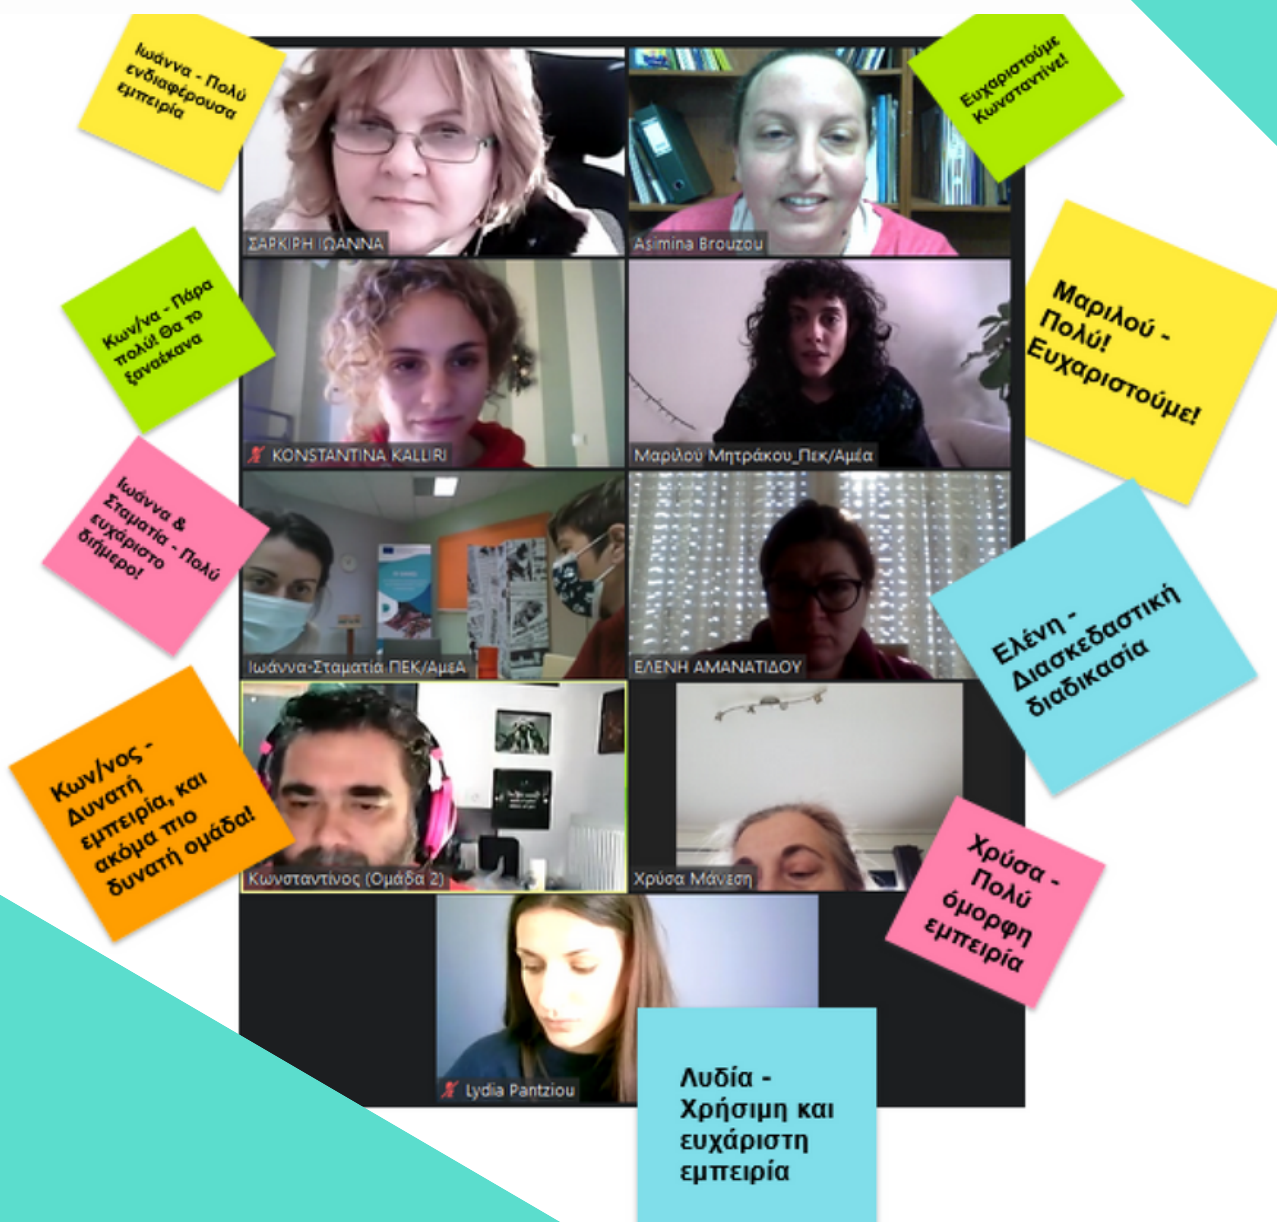 Ιωάννα - Πολύ
ενδιαφέρουσα
εμπειρία
Ευχαριστούμε
Κωνσταντίνε!
ΣΑΡΚΙΡΗ ΙΩΑΝΝΑ
Asimina Brouzou
Κων/να - Πάρα
πολύ! Θα το
ξαναέκανα
Μαριλού -
Πολύ!
Ευχαριστούμε!
KONSTANTINA KALLIRI
Μαριλού Μητράκου_Πεκ/Αμέα
Ιωάννα &
Σταματία - Πολύ
ευχάριστο
διήμερο!
Ελένη -
Διασκεδαστική
διαδικασία
Ιωάννα-Σταματία ΠΕΚ/ΑμεΑ
ΕΛΕΝΗ ΑΜΑΝΑΤΙΔΟΥ
Κων/νος -
Δυνατή
εμπειρία, και
ακόμα πιο
δυνατή ομάδα!
Κωνσταντίνος (Ομάδα 2)
Χρύσα Μάνεση
Χρύσα -
Πολύ
όμορφη
εμπειρία
Lydia Pantziou
Λυδία -
Χρήσιμη και
ευχάριστη
εμπειρία